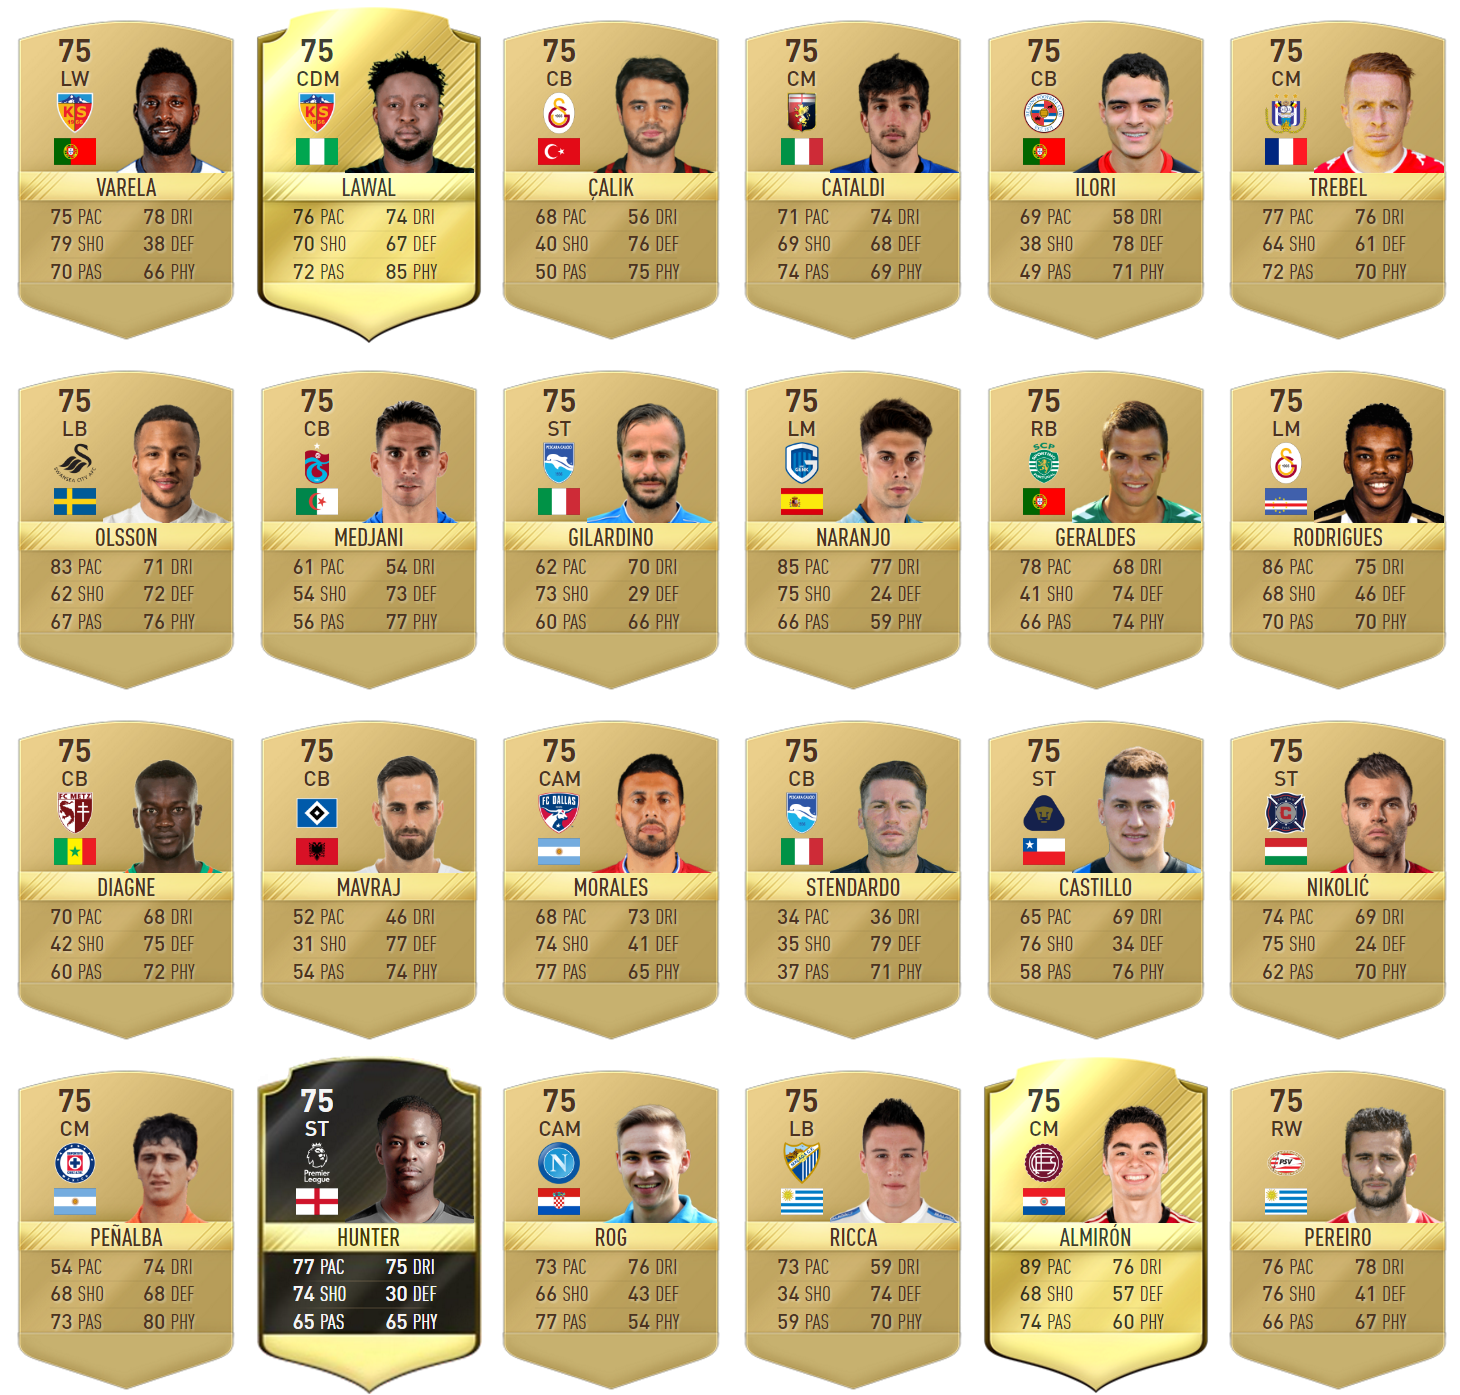 75 75 75 75 75 75
LW CDM CB CM CB CM
VARELA LAWAL ÇALIK CATALDI ILORI TREBEL
75 PAC 78 DRI 76 PAC 74 DRI 68 PAC 56 DRI 71 PAC 74 DRI 69 PAC 58 DRI 77 PAC 76 DRI
79 SHO 38 DEF 70 SHO 67 DEF 40 SHO 76 DEF 69 SHO 68 DEF 38 SHO 78 DEF 64 SHO 61 DEF
70 PAS 66 PHY 72 PAS 85 PHY 50 PAS 75 PHY 74 PAS 69 PHY 49 PAS 71 PHY 72 PAS 70 PHY
75 75 75 75 75 75
LB CB ST LM RB LM
OLSSON MEDJANI GILARDINO NARANJO GERALDES RODRIGUES
83 PAC 71 DRI 61 PAC 54 DRI 62 PAC 70 DRI 85 PAC 77 DRI 78 PAC 68 DRI 86 PAC 75 DRI
62 SHO 72 DEF 54 SHO 73 DEF 73 SHO 29 DEF 75 SHO 24 DEF 41 SHO 74 DEF 68 SHO 46 DEF
67 PAS 76 PHY 56 PAS 77 PHY 60 PAS 66 PHY 66 PAS 59 PHY 66 PAS 74 PHY 70 PAS 70 PHY
75 75 75 75 75 75
CB CB CAM CB ST ST
FC METZ FC DALLAS
DIAGNE MAVRAJ MORALES STENDARDO CASTILLO NIKOLIĆ
70 PAC 68 DRI 52 PAC 46 DRI 68 PAC 73 DRI 34 PAC 36 DRI 65 PAC 69 DRI 74 PAC 69 DRI
42 SHO 75 DEF 31 SHO 77 DEF 74 SHO 41 DEF 35 SHO 79 DEF 76 SHO 34 DEF 75 SHO 24 DEF
60 PAS 72 PHY 54 PAS 74 PHY 77 PAS 65 PHY 37 PAS 71 PHY 58 PAS 76 PHY 62 PAS 70 PHY
75 75 75 75 75 75
CM ST CAM LB CM RW
Premier League N PSV
PEÑALBA HUNTER ROG RICCA ALMIRÓN PEREIRO
54 PAC 74 DRI 77 PAC 75 DRI 73 PAC 76 DRI 73 PAC 59 DRI 89 PAC 76 DRI 76 PAC 78 DRI
68 SHO 68 DEF 74 SHO 30 DEF 66 SHO 43 DEF 34 SHO 74 DEF 68 SHO 57 DEF 76 SHO 41 DEF
73 PAS 80 PHY 65 PAS 65 PHY 77 PAS 54 PHY 59 PAS 70 PHY 74 PAS 60 PHY 66 PAS 67 PHY